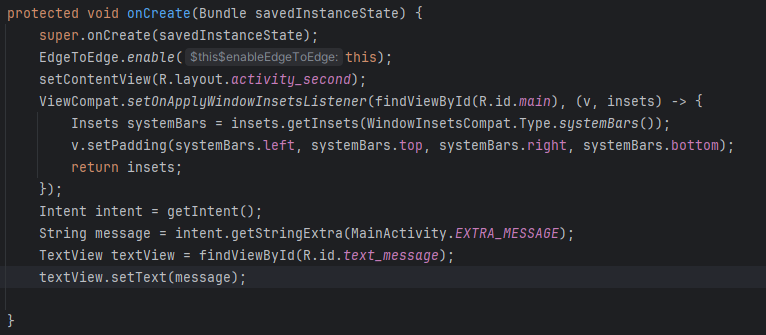 protected void onCreate(Bundle savedInstanceState) {
    super.onCreate(savedInstanceState);
    EdgeToEdge.enable( $this$enableEdgeToEdge: this);
    setContentView(R.layout.activity_second);
    ViewCompat.setOnApplyWindowInsetsListener(findViewById(R.id.main), (v, insets) -> {
        Insets systemBars = insets.getInsets(WindowInsetsCompat.Type.systemBars());
        v.setPadding(systemBars.left, systemBars.top, systemBars.right, systemBars.bottom);
        return insets;
    });
    Intent intent = getIntent();
    String message = intent.getStringExtra(MainActivity.EXTRA_MESSAGE);
    TextView textView = findViewById(R.id.text_message);
    textView.setText(message);
}